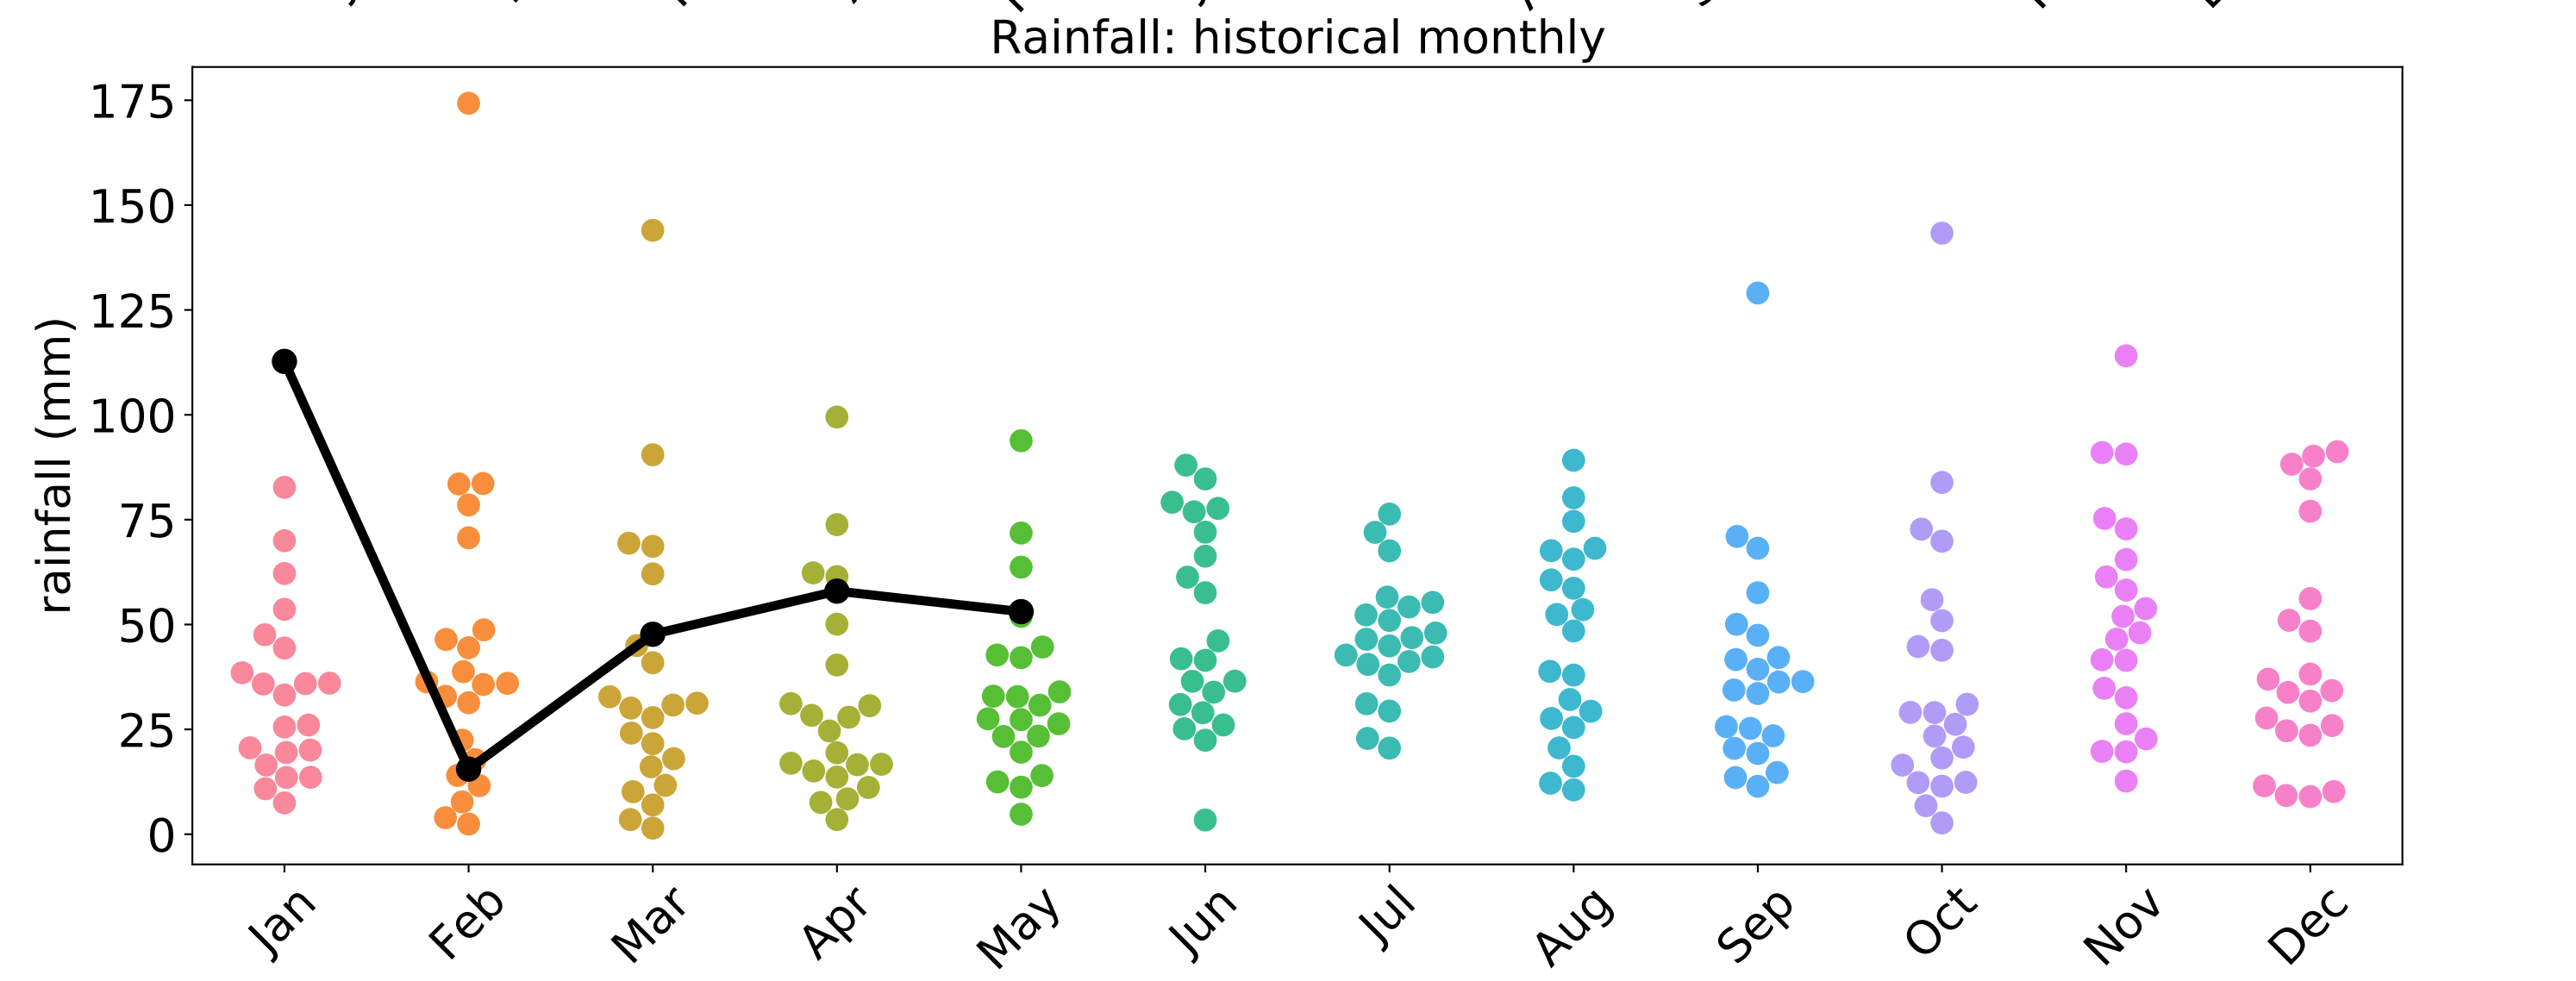 Rainfall: historical monthly
rainfall (mm)
175
150
125
100
75
50
25
0
Jan
Feb
Mar
Apr
May
Jun
Jul
Aug
Sep
Oct
Nov
Dec